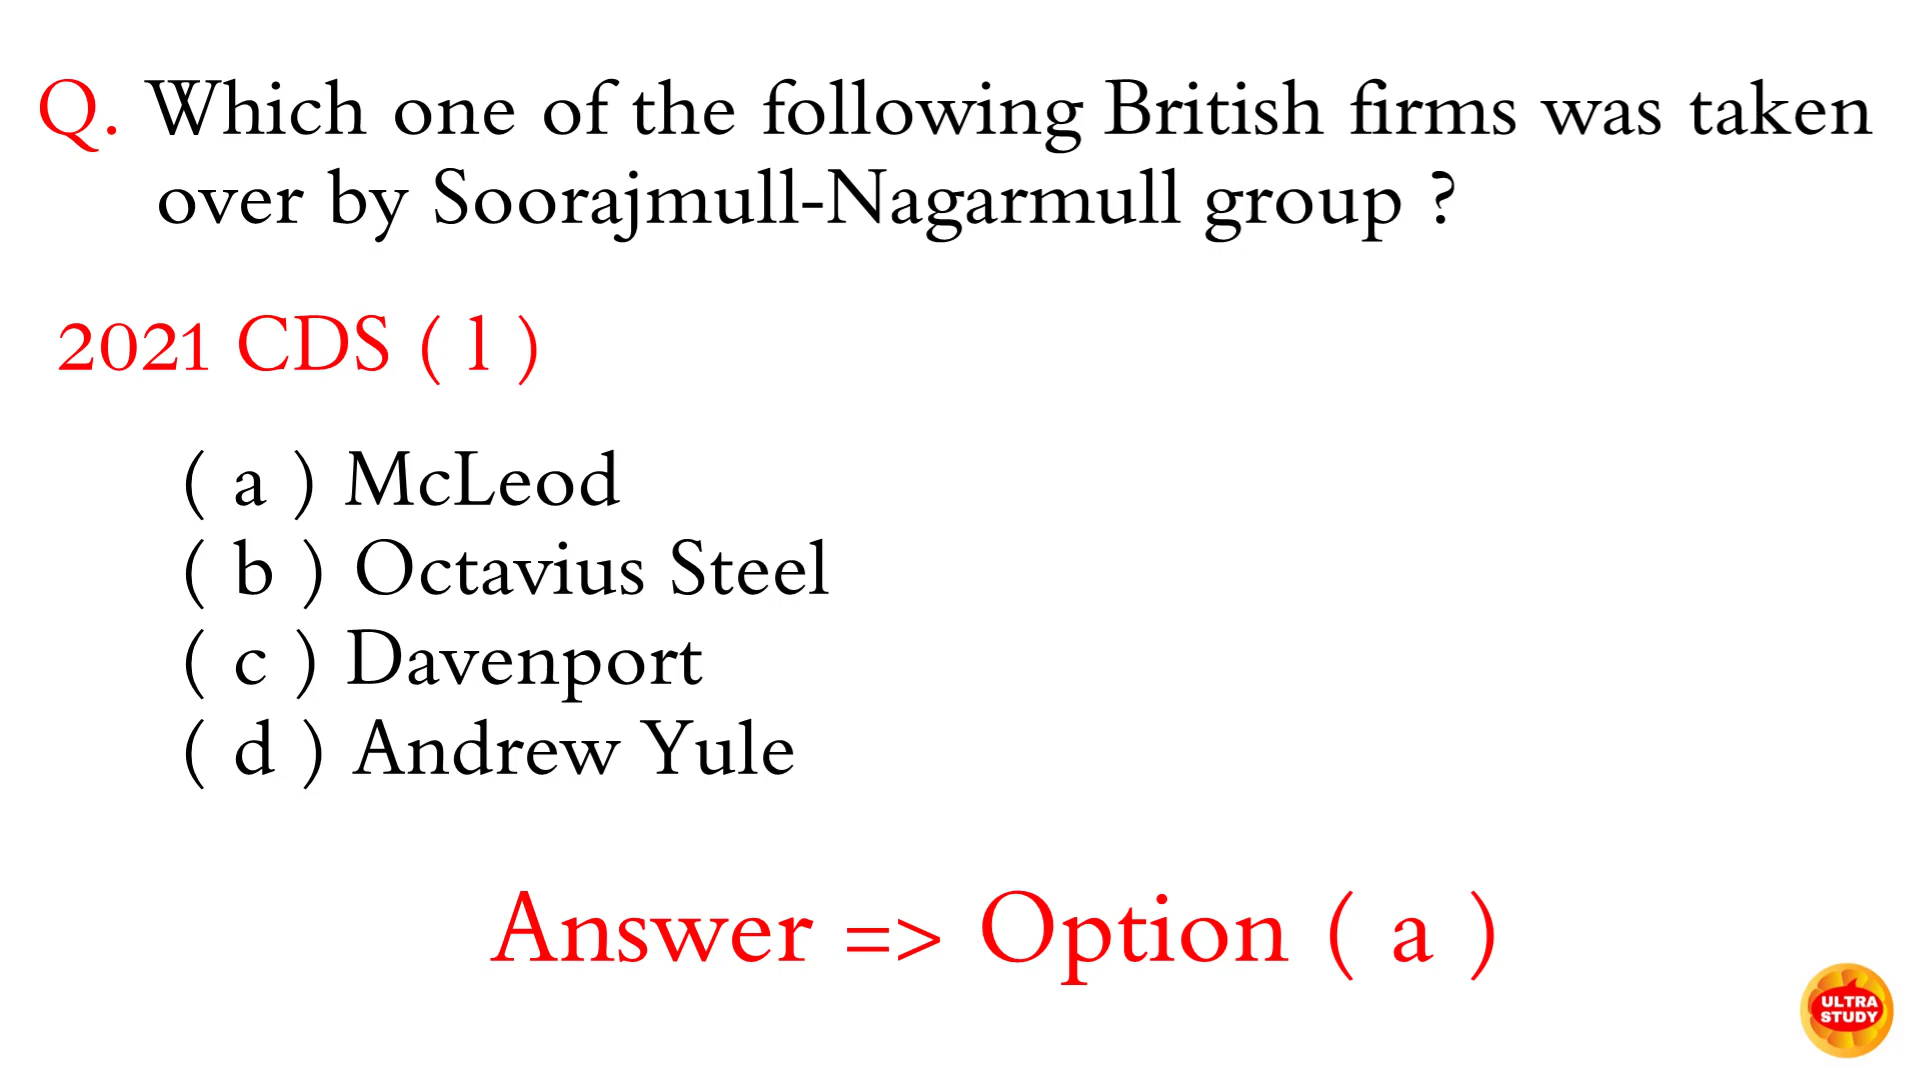 Q. Which one of the following British firms was taken
over by Soorajmull-Nagarmull group ?
2021 CDS ( l )
( a ) McLeod
( b ) Octavius Steel
( c ) Davenport
( d ) Andrew Yule
Answer => Option ( a )
ULTRA
STUDY